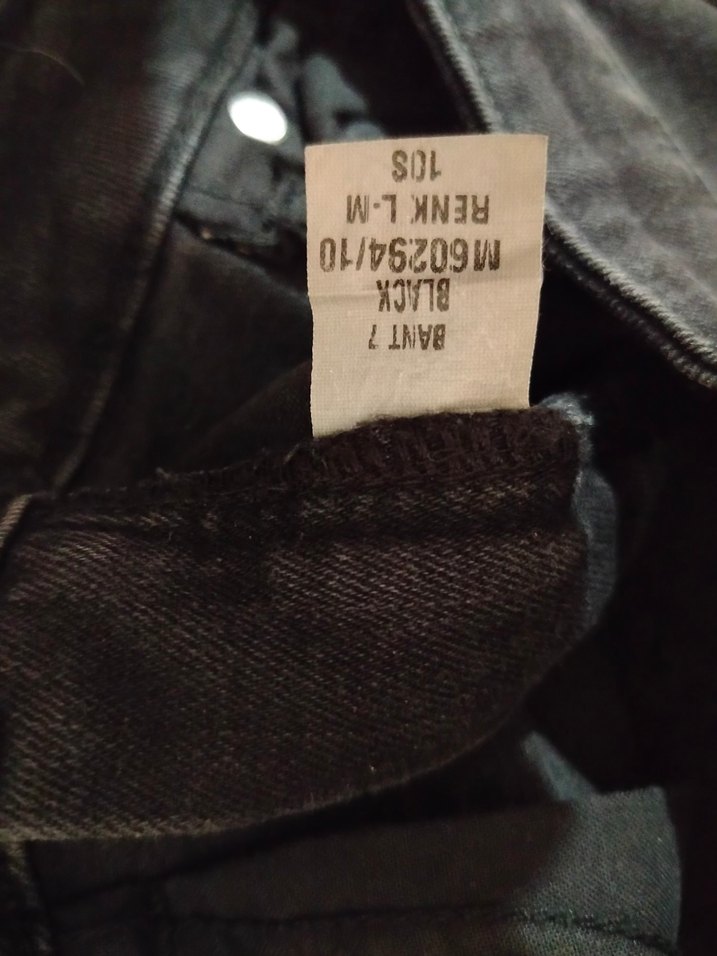 BANT 7
BLACK
M60294/10
RENK L-M
10S